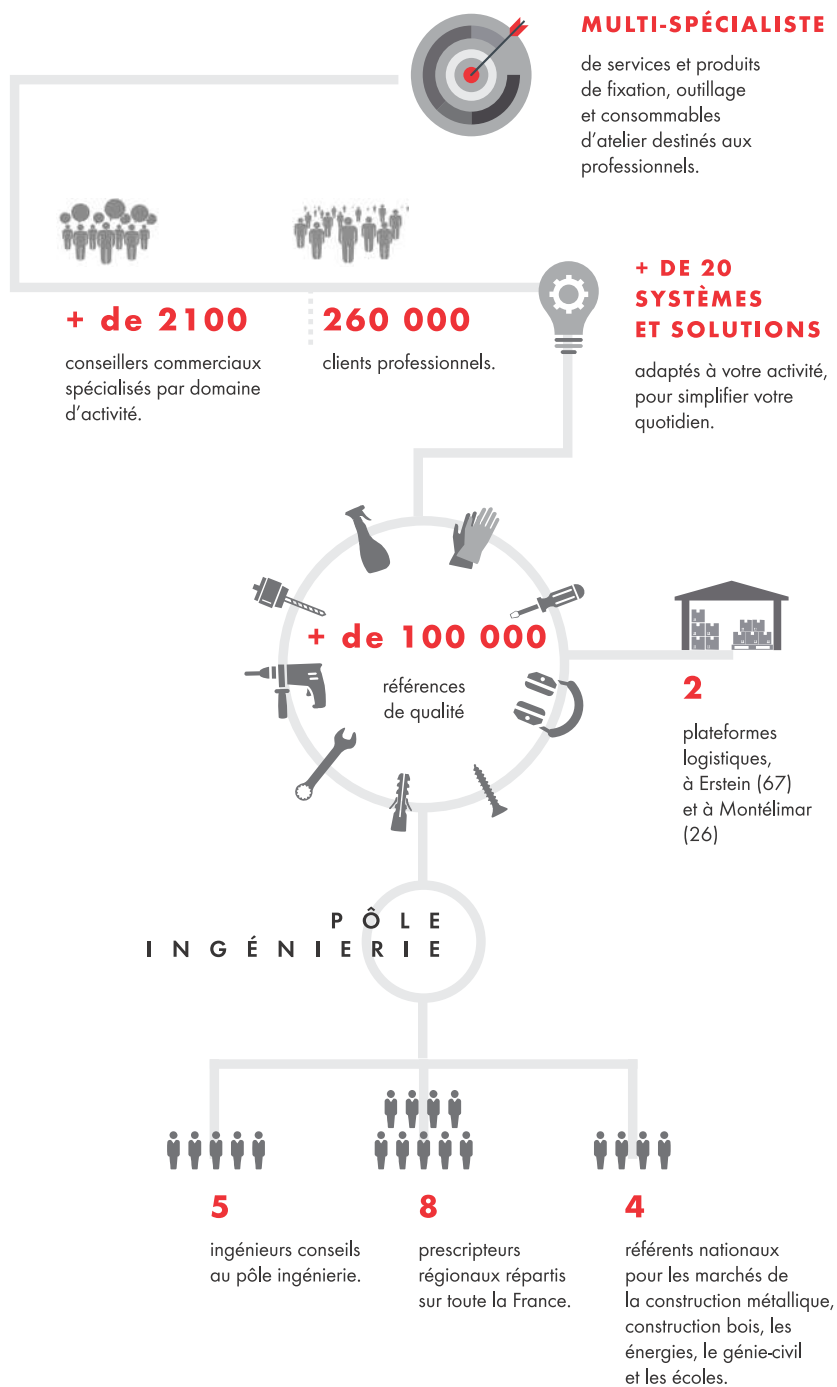 MULTI-SPÉCIALISTE
de services et produits
de fixation, outillage
et consommables
d'atelier destinés aux
professionnels.
+ de 2100
conseillers commerciaux
spécialisés par domaine
d'activité.
260 000
clients professionnels.
+ DE 20
SYSTÈMES
ET SOLUTIONS
adaptés à votre activité,
pour simplifier votre
quotidien.
+ de 100 000
références
de qualité
2
plateformes
logistiques,
à Erstein (67)
et à Montélimar
(26)
PÔLE
INGÉNIERIE
5
ingénieurs conseils
au pôle ingénierie.
8
prescripteurs
régionaux répartis
sur toute la France.
4
référents nationaux
pour les marchés de
la construction métallique,
construction bois, les
énergies, le génie-civil
et les écoles.